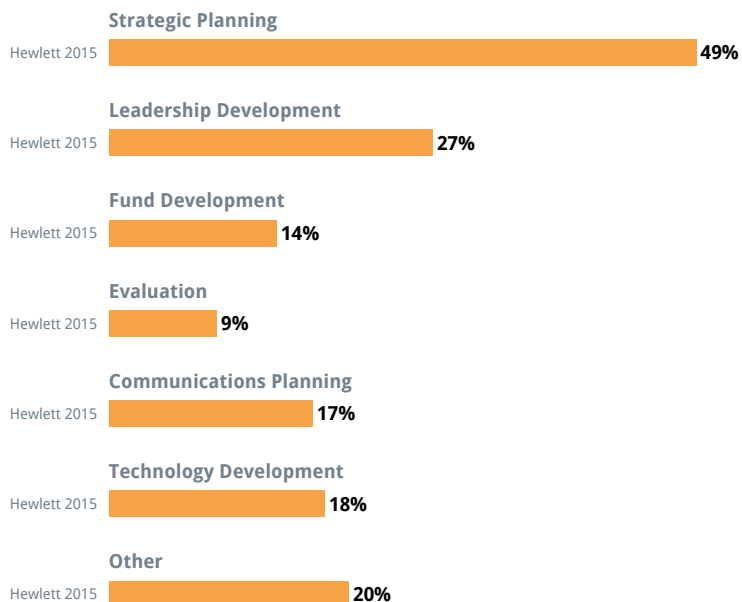 Strategic Planning
Hewlett 2015 49%
Leadership Development
Hewlett 2015 27%
Fund Development
Hewlett 2015 14%
Evaluation
Hewlett 2015 9%
Communications Planning
Hewlett 2015 17%
Technology Development
Hewlett 2015 18%
Other
Hewlett 2015 20%